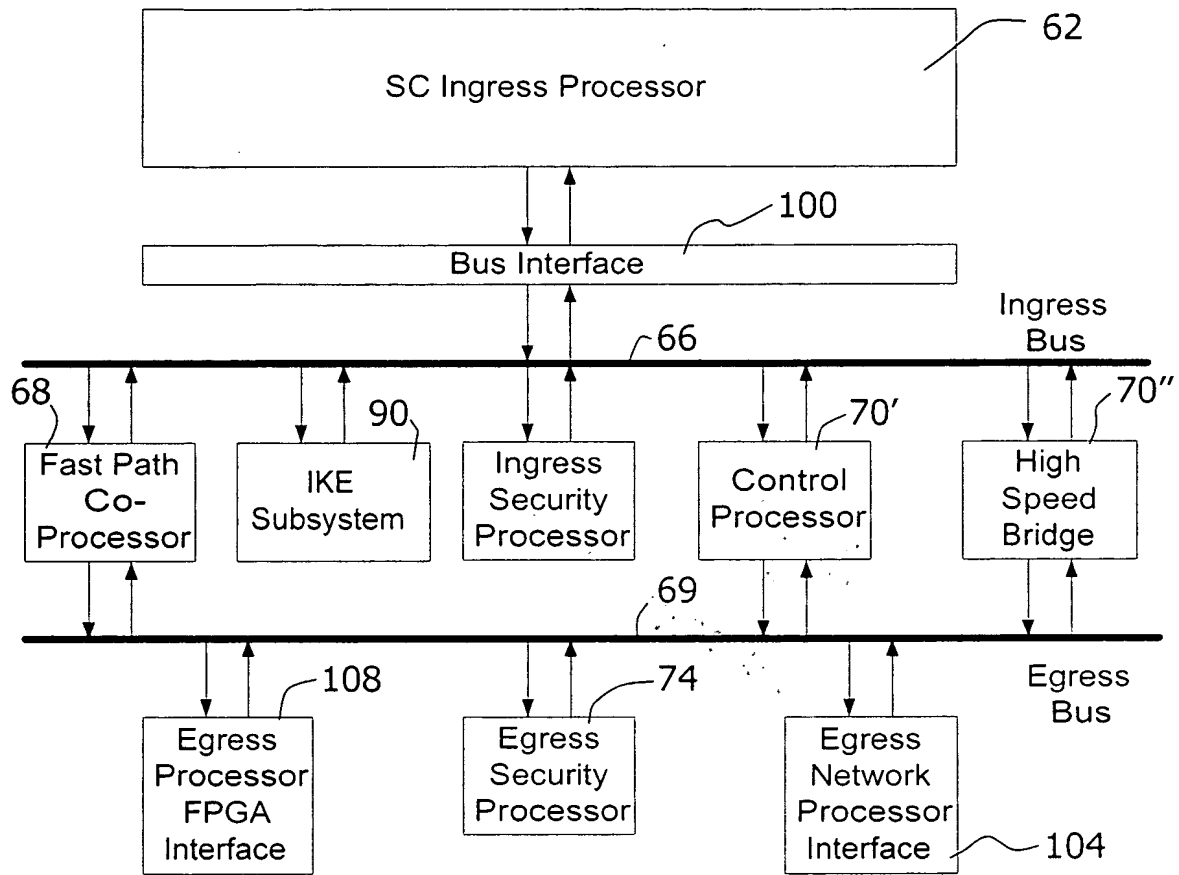 62
SC Ingress Processor
100
Bus Interface
Ingress
Bus
66
68
90
70′
70″
Fast Path
Co-
Processor
IKE
Subsystem
Ingress
Security
Processor
Control
Processor
High
Speed
Bridge
69
108
74
Egress
Bus
Egress
Processor
FPGA
Interface
Egress
Security
Processor
Egress
Network
Processor
Interface
104